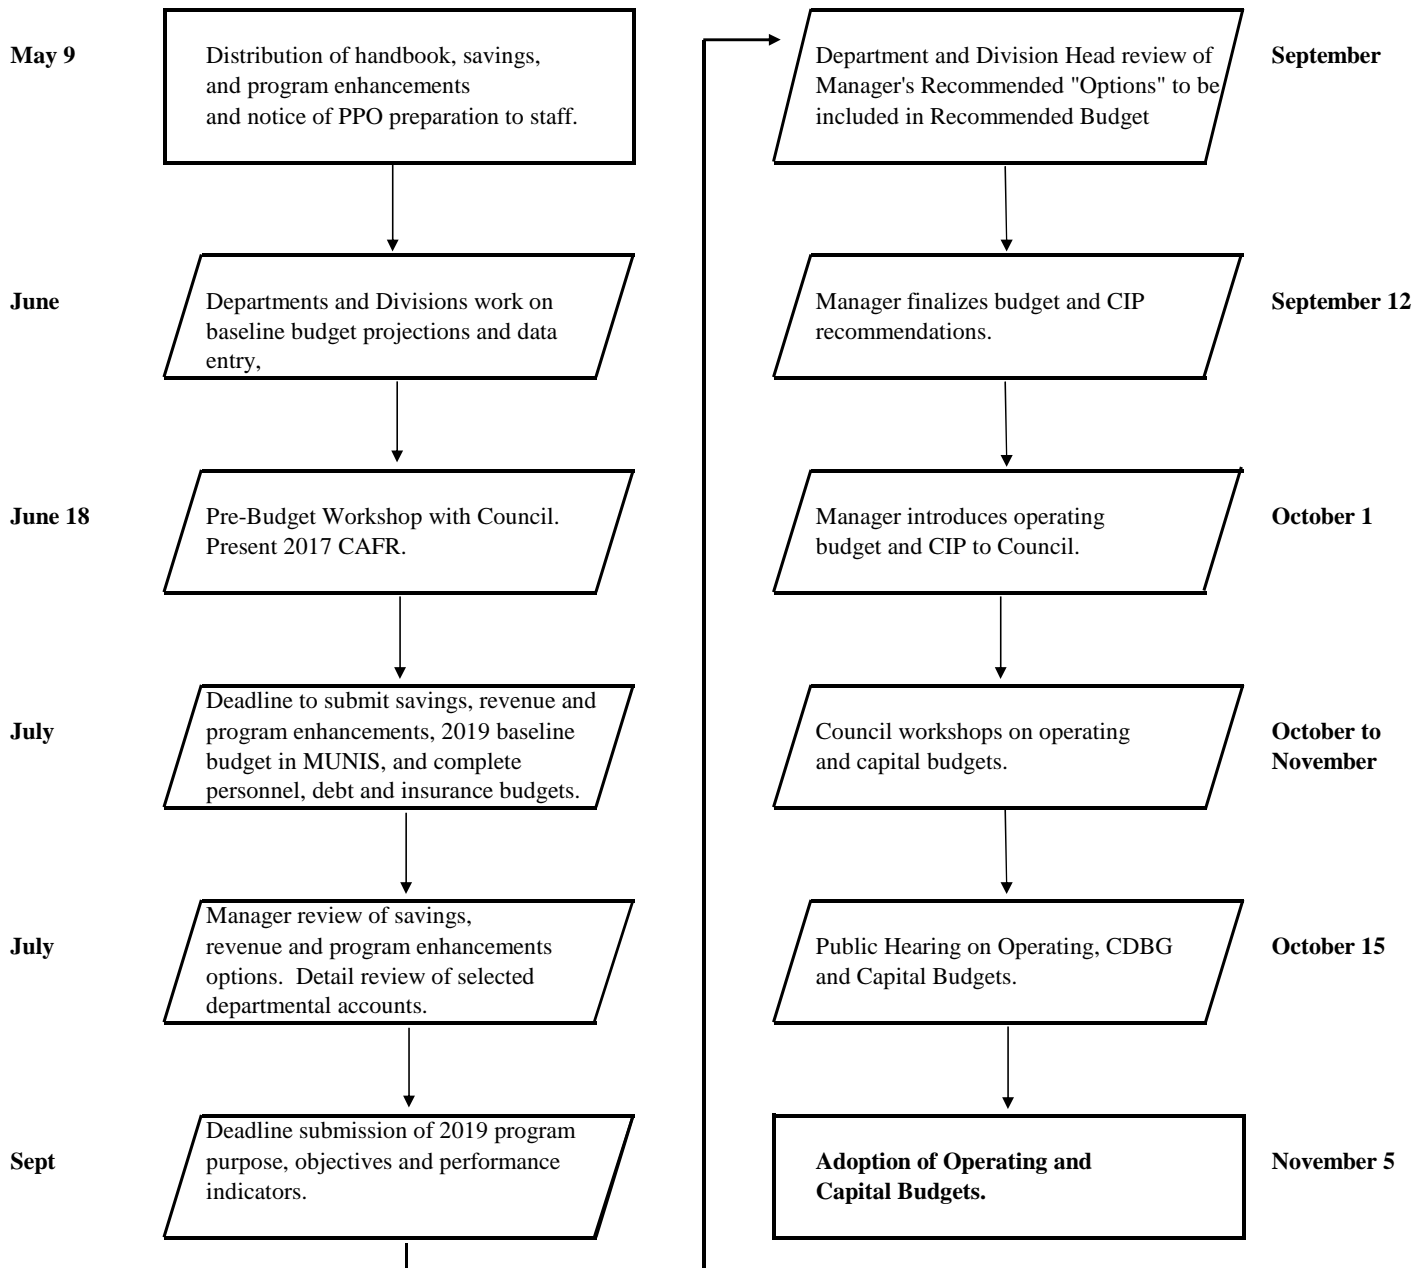 May 9
Distribution of handbook, savings,
and program enhancements
and notice of PPO preparation to staff.
June
Departments and Divisions work on
baseline budget projections and data
entry,
June 18
Pre-Budget Workshop with Council.
Present 2017 CAFR.
July
Deadline to submit savings, revenue and
program enhancements, 2019 baseline
budget in MUNIS, and complete
personnel, debt and insurance budgets.
July
Manager review of savings,
revenue and program enhancements
options.  Detail review of selected
departmental accounts.
Sept
Deadline submission of 2019 program
purpose, objectives and performance
indicators.
Department and Division Head review of
Manager's Recommended "Options" to be
included in Recommended Budget
September
Manager finalizes budget and CIP
recommendations.
September 12
Manager introduces operating
budget and CIP to Council.
October 1
Council workshops on operating
and capital budgets.
October to
November
Public Hearing on Operating, CDBG
and Capital Budgets.
October 15
Adoption of Operating and
Capital Budgets.
November 5